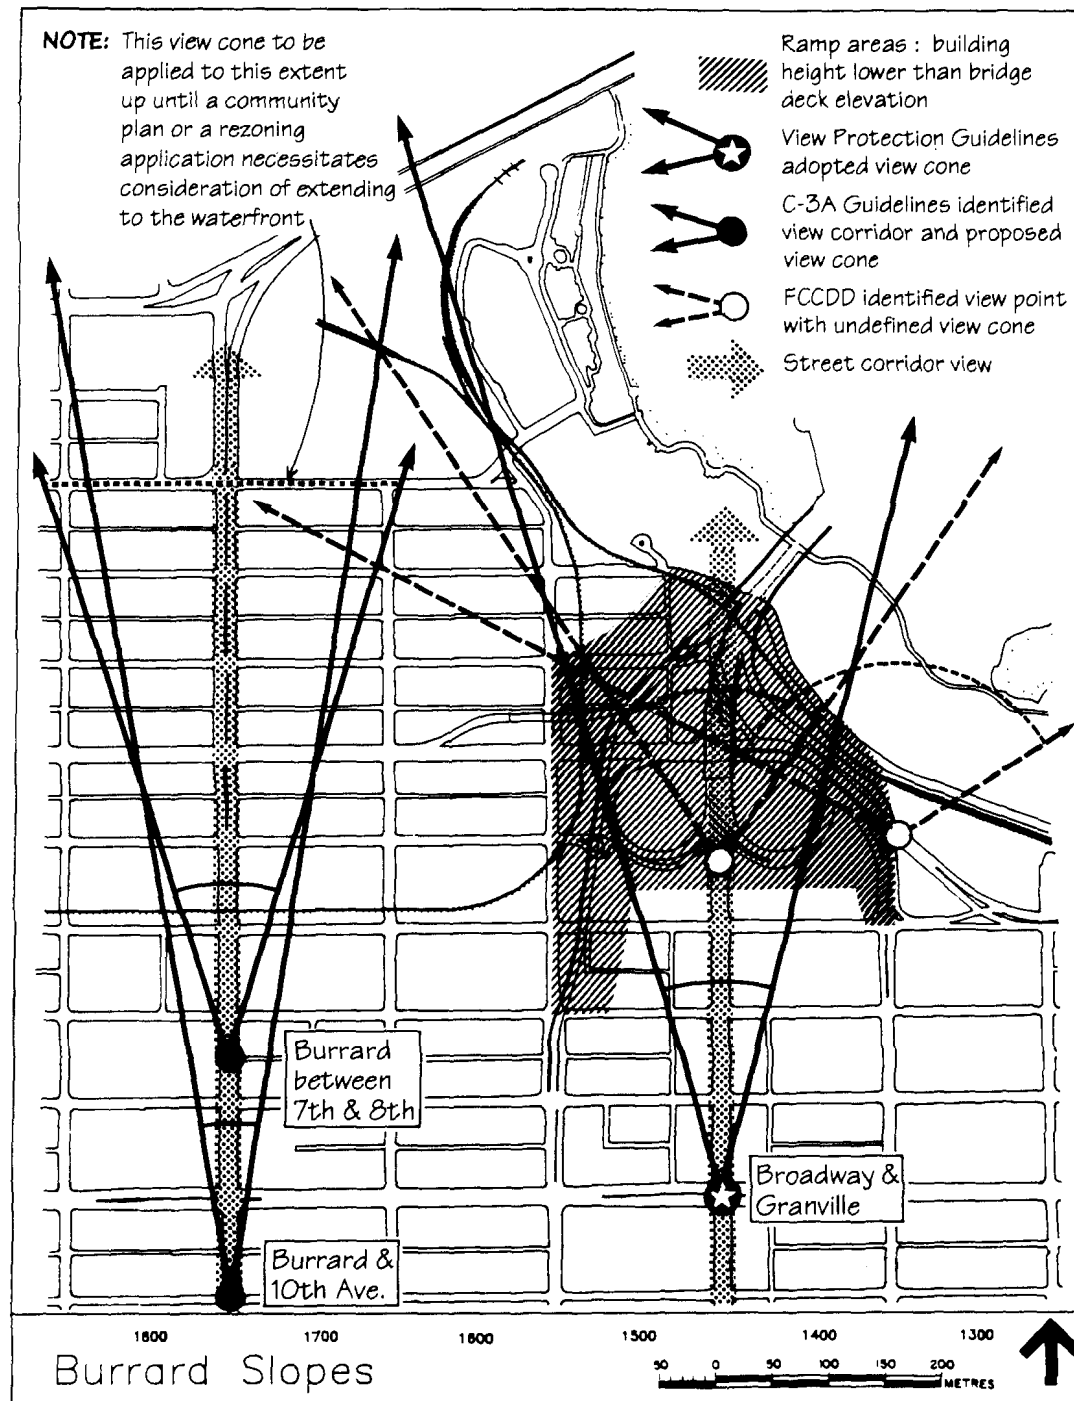 NOTE: This view cone to be
applied to this extent
up until a community
plan or a rezoning
application necessitates
consideration of extending
to the waterfront
Ramp areas : building
height lower than bridge
deck elevation
View Protection Guidelines
adopted view cone
C-3A Guidelines identified
view corridor and proposed
view cone
FCCDD identified view point
with undefined view cone
Street corridor view
Burrard
between
7th & 8th
Broadway &
Granville
Burrard &
10th Ave.
1800 1700 1600 1500 1400 1300
Burrard Slopes
50 0 50 100 150 200
METRES